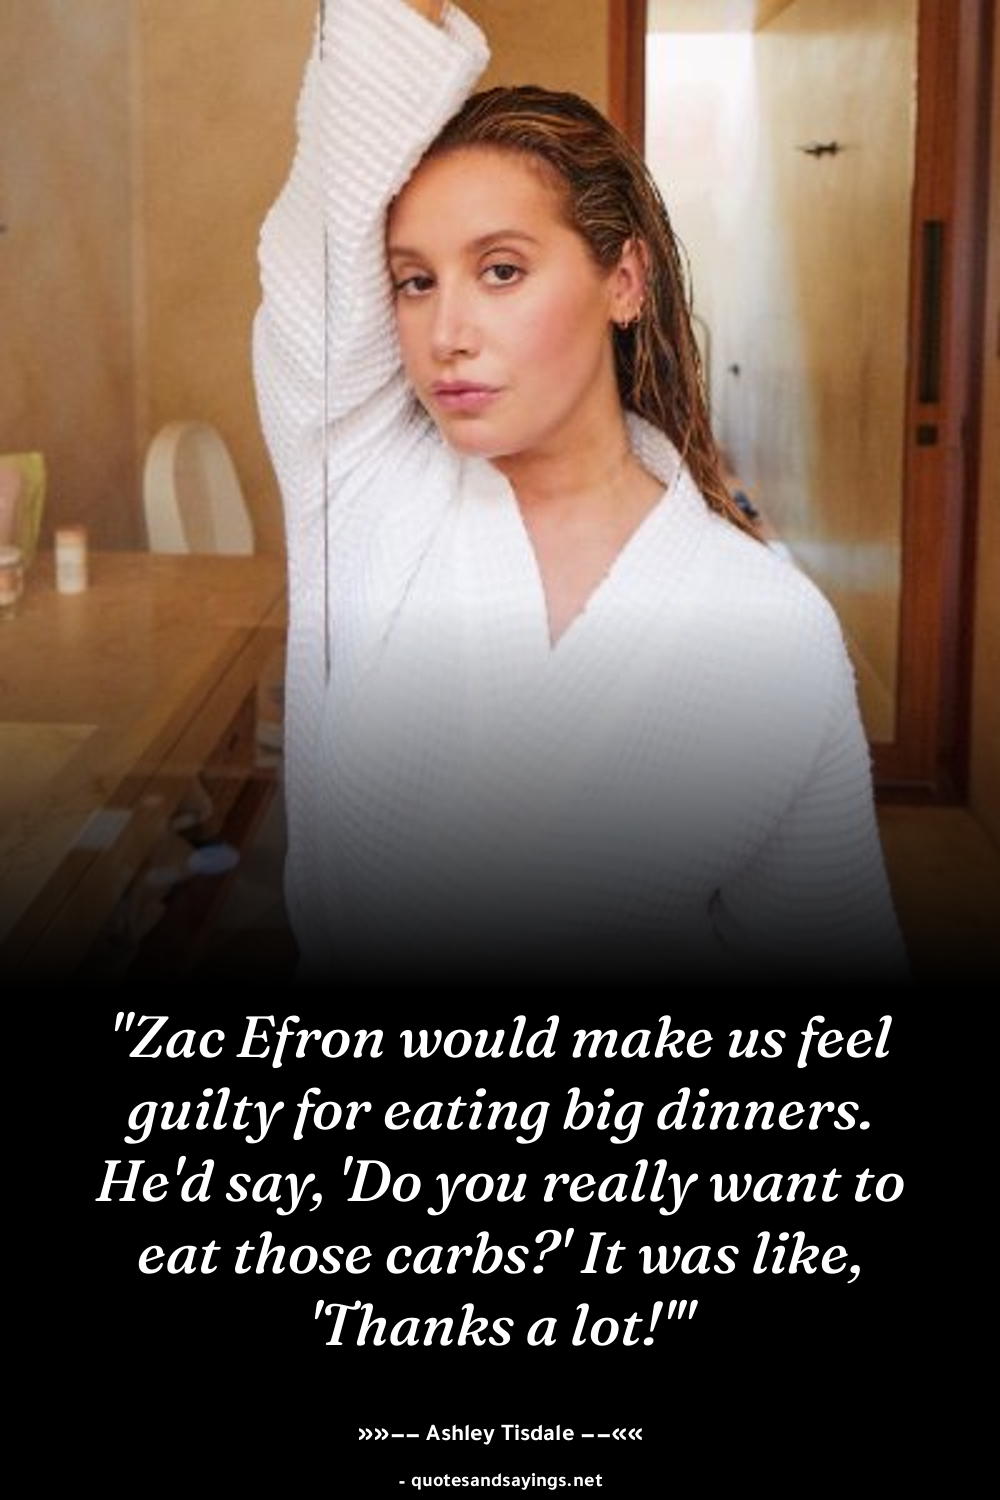 "Zac Efron would make us feel
guilty for eating big dinners.
He'd say, 'Do you really want to
eat those carbs?' It was like,
'Thanks a lot!'"
»»–– Ashley Tisdale ––««
- quotesandsayings.net